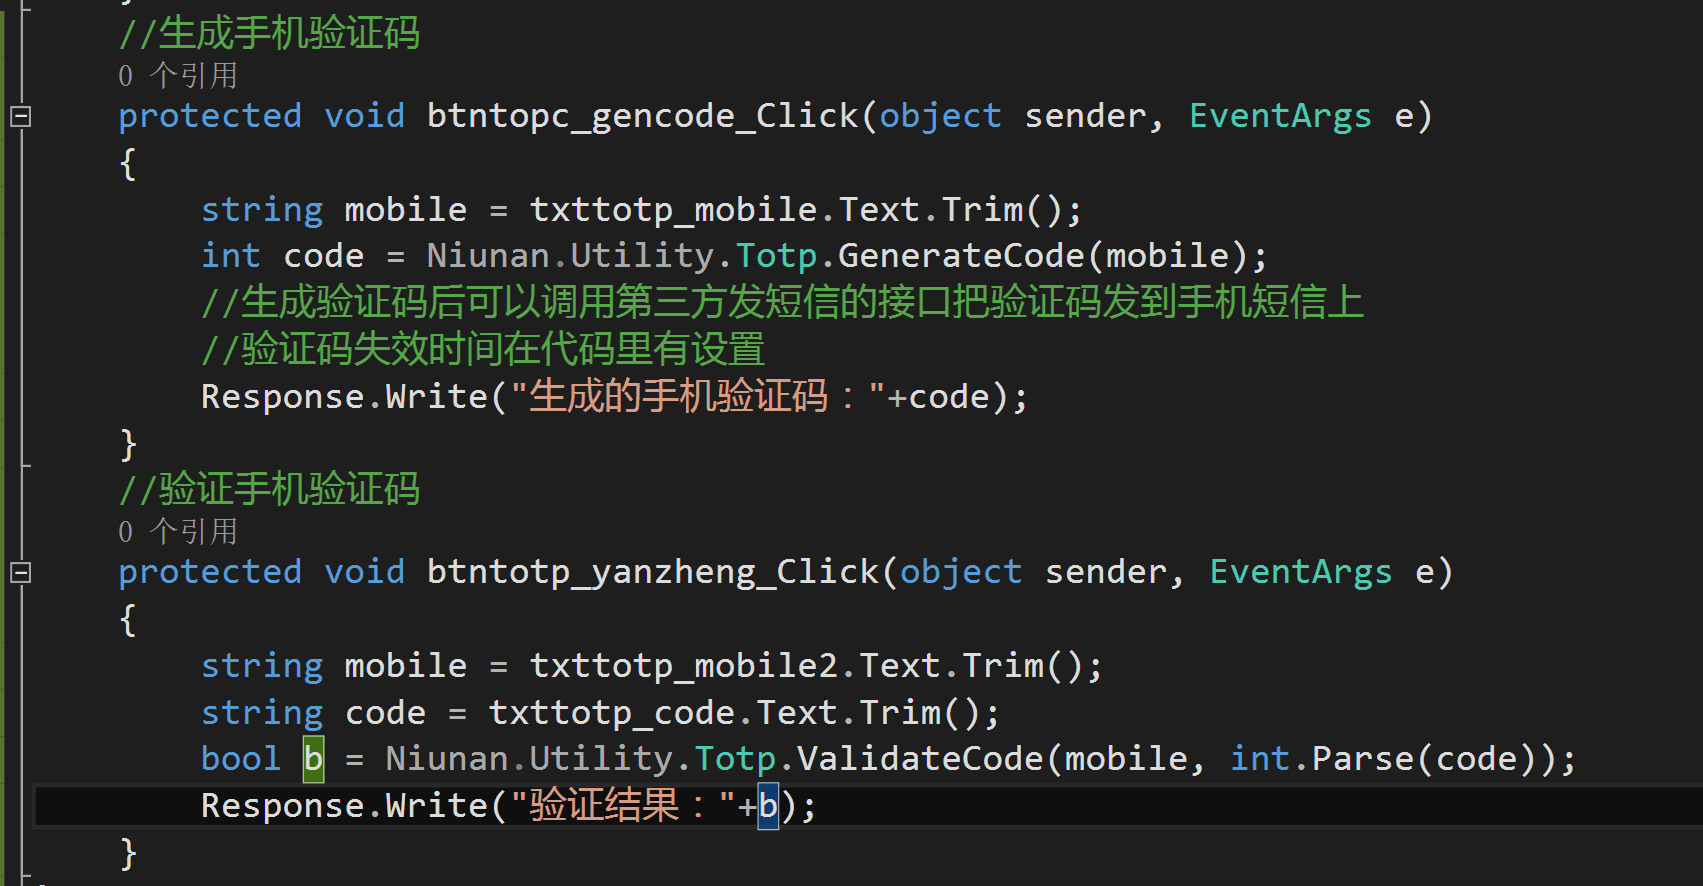 //生成手机验证码
0 个引用
protected void btntopc_gencode_Click(object sender, EventArgs e)
{
string mobile = txttotp_mobile.Text.Trim();
int code = Niunan.Utility.Totp.GenerateCode(mobile);
//生成验证码后可以调用第三方发短信的接口把验证码发到手机短信上
//验证码失效时间在代码里有设置
Response.Write("生成的手机验证码："+code);
}
//验证手机验证码
0 个引用
protected void btntotp_yanzheng_Click(object sender, EventArgs e)
{
string mobile = txttotp_mobile2.Text.Trim();
string code = txttotp_code.Text.Trim();
bool b = Niunan.Utility.Totp.ValidateCode(mobile, int.Parse(code));
Response.Write("验证结果："+b);
}